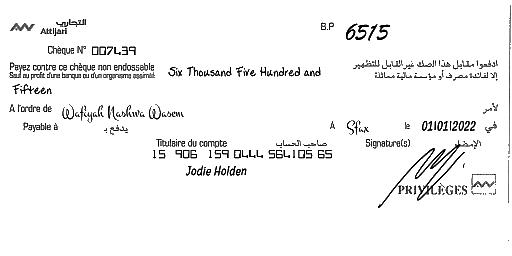 التجاري
Attijari
B.P 6515
Chèque N° 007439
Payez contre ce chèque non endossable
Sauf au profit d'une banque ou d'un organisme assimilé
Six Thousand Five Hundred and
ادفعوا مقابل هذا الصك غير القابل للتظهير
إلا لفائدة مصرف أو مؤسسة مالية مماثلة
Fifteen
A l'ordre de Wafiyah Nashwa Wasem
لأمر
Payable à يدفع بـ
A Sfax le 01/01/2022 في
Titulaire du compte صاحب الحساب
Signature(s) الإمضاء
15 906 159 0444 564105 65
Jodie Holden
PRIVILÈGES